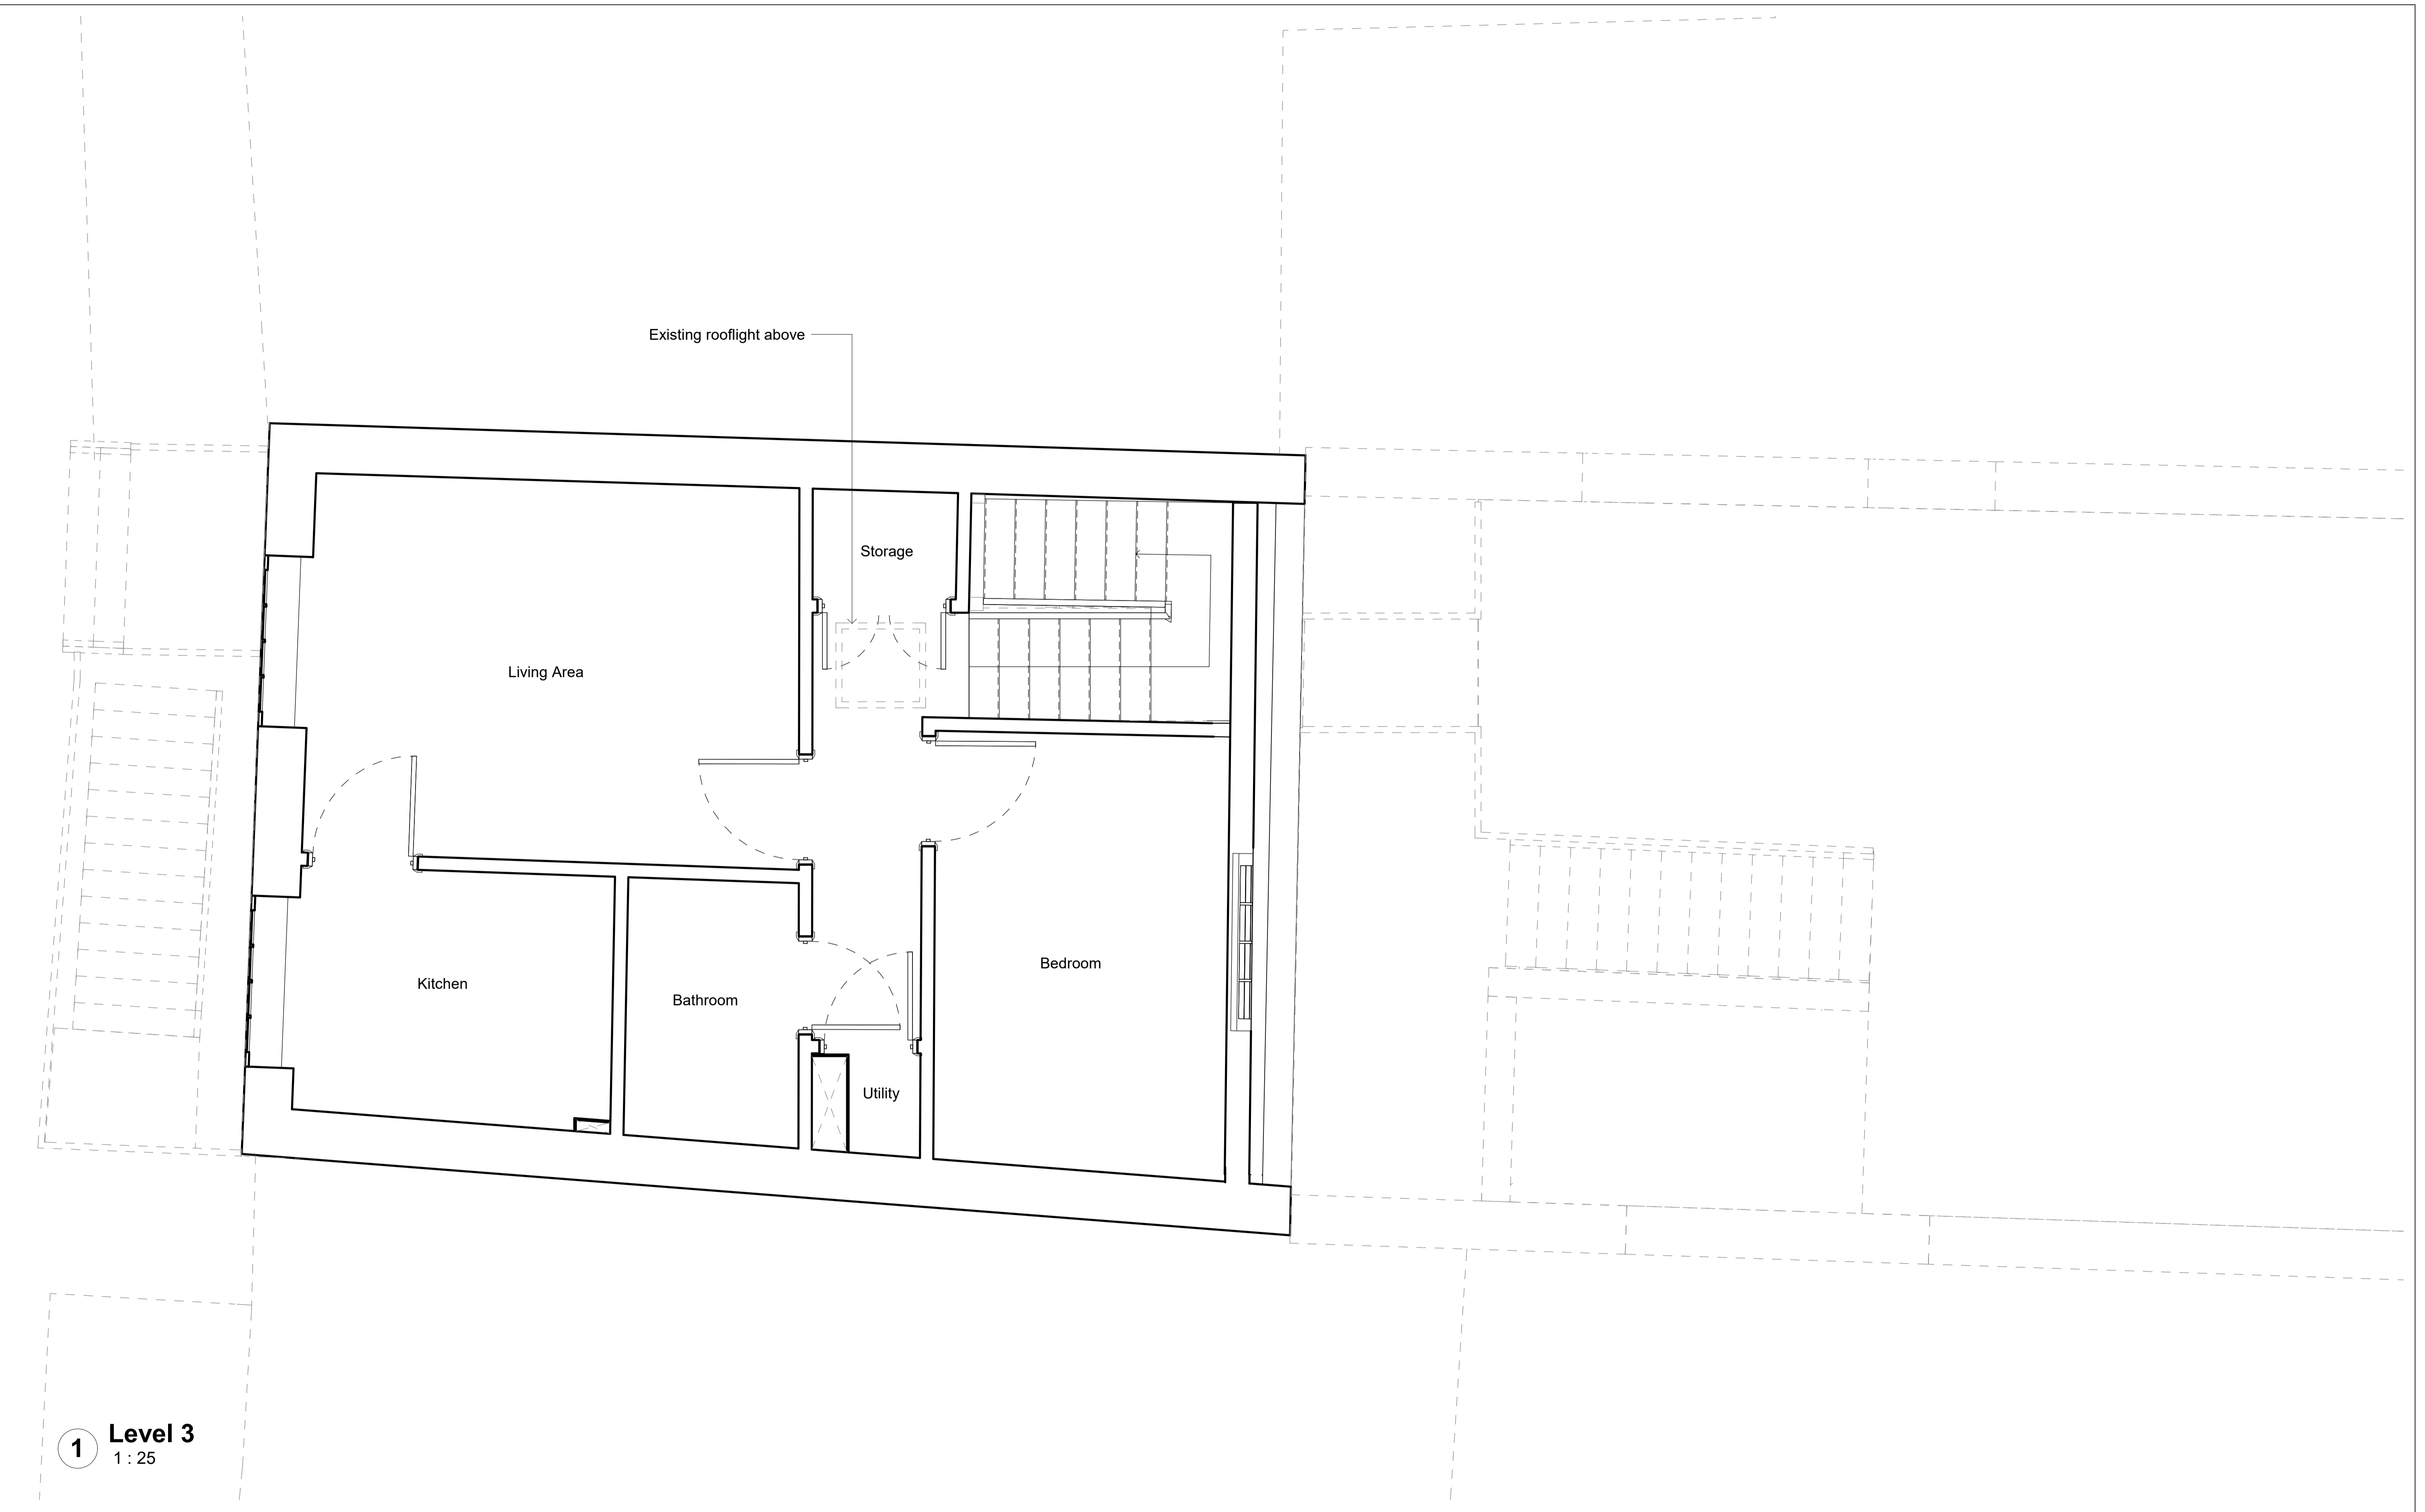 Existing rooflight above
Storage
Living Area
Bedroom
Kitchen
Bathroom
Utility
1
Level 3
1 : 25